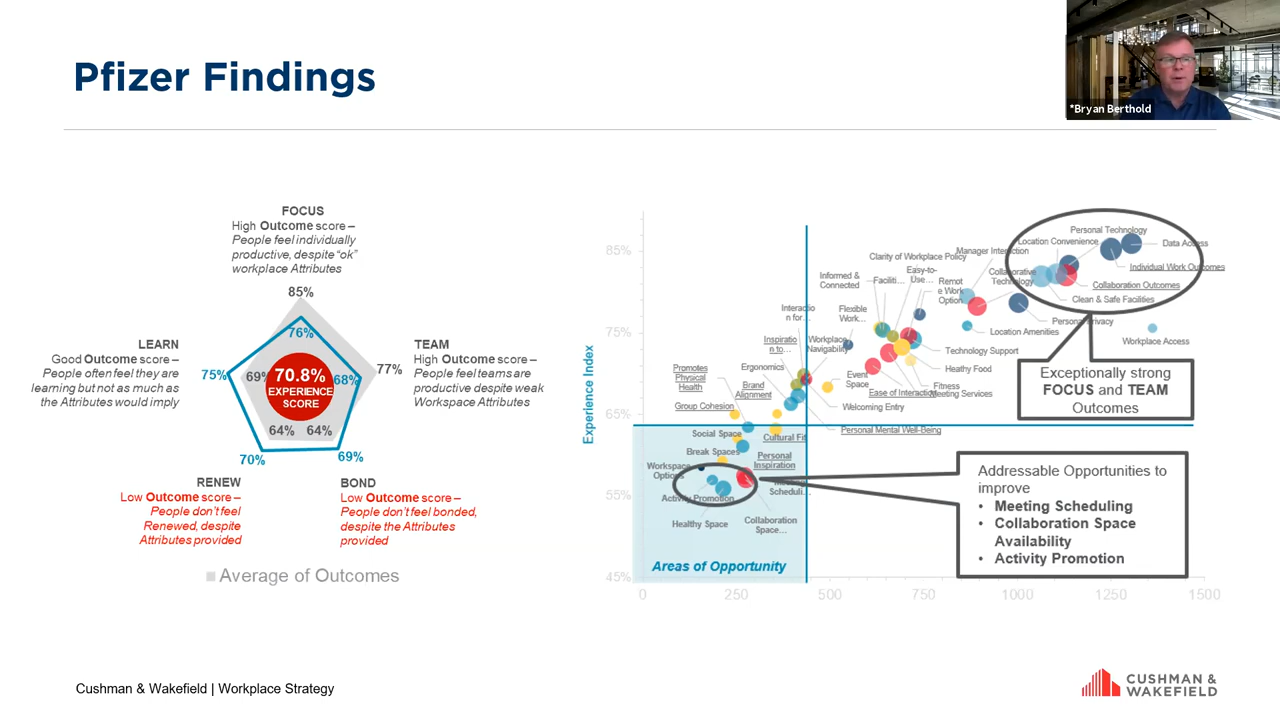 Pfizer Findings
*Bryan Berthold
FOCUS
High Outcome score –
People feel individually
productive, despite "ok"
workplace Attributes
85%
76%
LEARN
Good Outcome score –
People often feel they are
learning but not as much as
the Attributes would imply
75%
69%
70.8%
EXPERIENCE
SCORE
68%
77%
TEAM
High Outcome score –
People feel teams are
productive despite weak
Workspace Attributes
64%
64%
70%
69%
RENEW
Low Outcome score –
People don't feel
Renewed, despite
Attributes provided
BOND
Low Outcome score –
People don't feel bonded,
despite the Attributes
provided
Average of Outcomes
Experience Index
85%
75%
65%
55%
45%
0
250
500
750
1000
1250
1500
Personal Technology
Location Convenience
Data Access
Manager Interaction
Clarity of Workplace Policy
Individual Work Outcomes
Collaborative
Technology
Collaboration Outcomes
Clean & Safe Facilities
Informed &
Connected
Faciliti...
Easy-to-
Use...
Remot
e Work
Option
Personal Privacy
Location Amenities
Workplace Access
Interactio
n for...
Flexible
Work...
Inspiratio
n to...
Workplace
Navigability
Technology Support
Healthy Food
Promotes
Physical
Health
Ergonomics
Event
Space
Fitness
Brand
Alignment
Ease of Interaction
Meeting Services
Group Cohesion
Welcoming Entry
Social Space
Cultural Fit
Personal Mental Well-Being
Break Spaces
Personal
Inspiration
Workspace
Options
Scheduli...
Activity Promotion
Healthy Space
Collaboration
Space...
Areas of Opportunity
Exceptionally strong
FOCUS and TEAM
Outcomes
Addressable Opportunities to
improve
• Meeting Scheduling
• Collaboration Space
Availability
• Activity Promotion
Cushman & Wakefield | Workplace Strategy
CUSHMAN &
WAKEFIELD